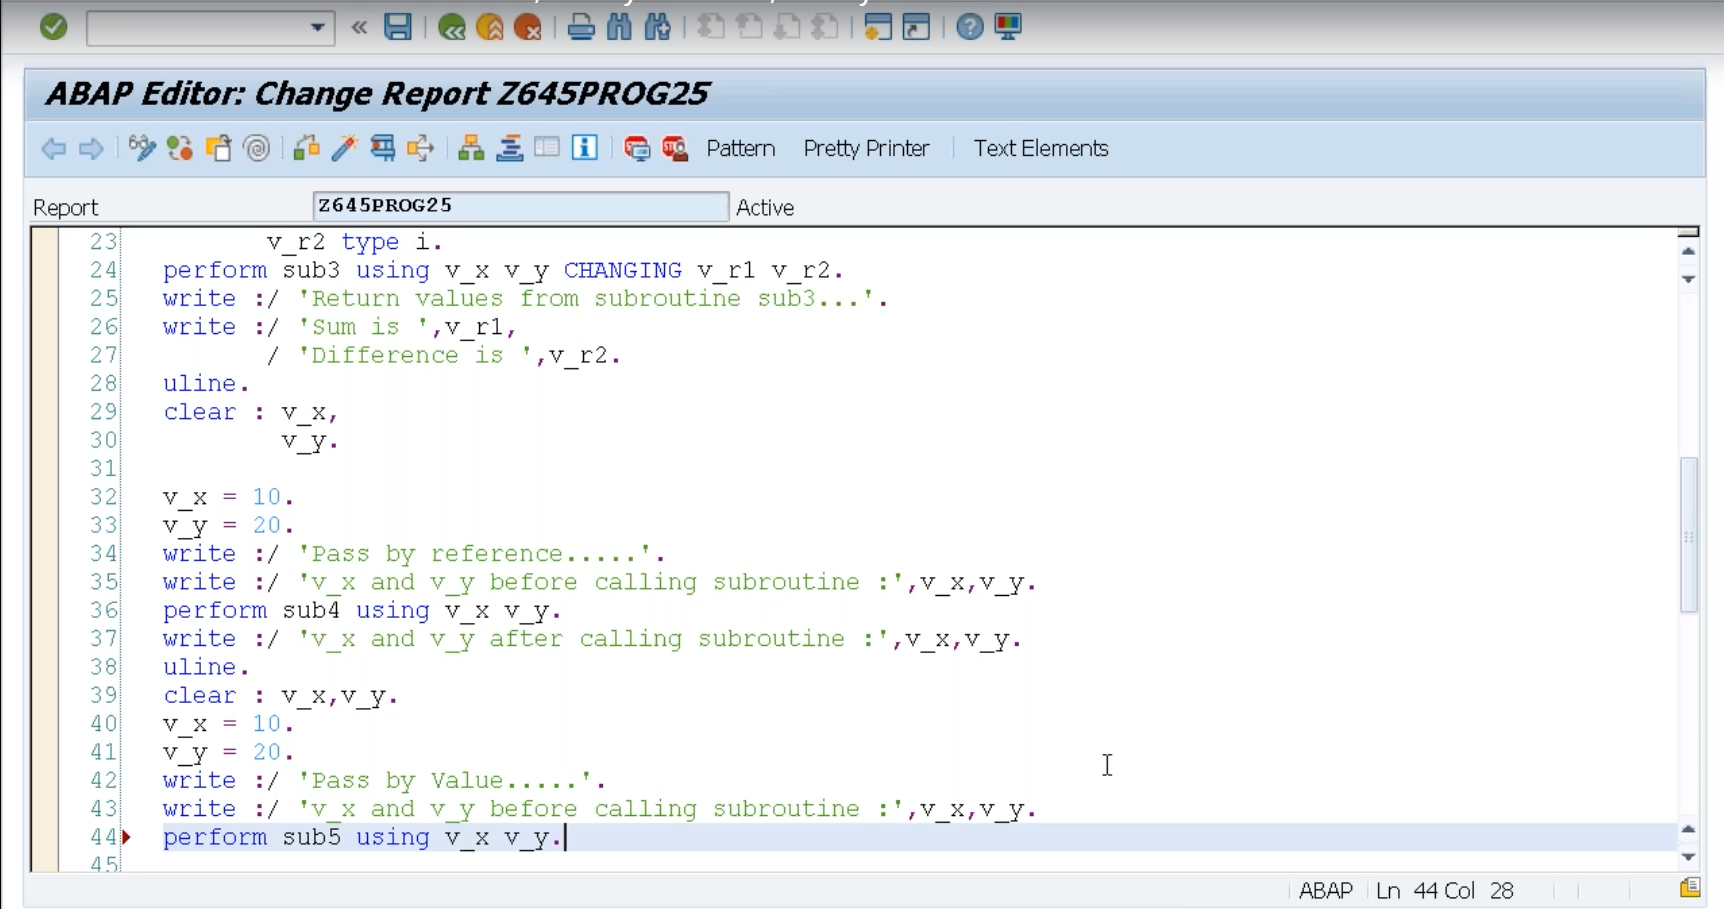 ABAP Editor: Change Report Z645PROG25
Pattern Pretty Printer Text Elements
Report Z645PROG25 Active
23 v_r2 type i.
24 perform sub3 using v_x v_y CHANGING v_r1 v_r2.
25 write :/ 'Return values from subroutine sub3...'.
26 write :/ 'Sum is ',v_r1,
27 / 'Difference is ',v_r2.
28 uline.
29 clear : v_x,
30 v_y.
31
32 v_x = 10.
33 v_y = 20.
34 write :/ 'Pass by reference.....'.
35 write :/ 'v_x and v_y before calling subroutine :',v_x,v_y.
36 perform sub4 using v_x v_y.
37 write :/ 'v_x and v_y after calling subroutine :',v_x,v_y.
38 uline.
39 clear : v_x,v_y.
40 v_x = 10.
41 v_y = 20.
42 write :/ 'Pass by Value.....'.
43 write :/ 'v_x and v_y before calling subroutine :',v_x,v_y.
44 perform sub5 using v_x v_y.
45
ABAP Ln 44 Col 28